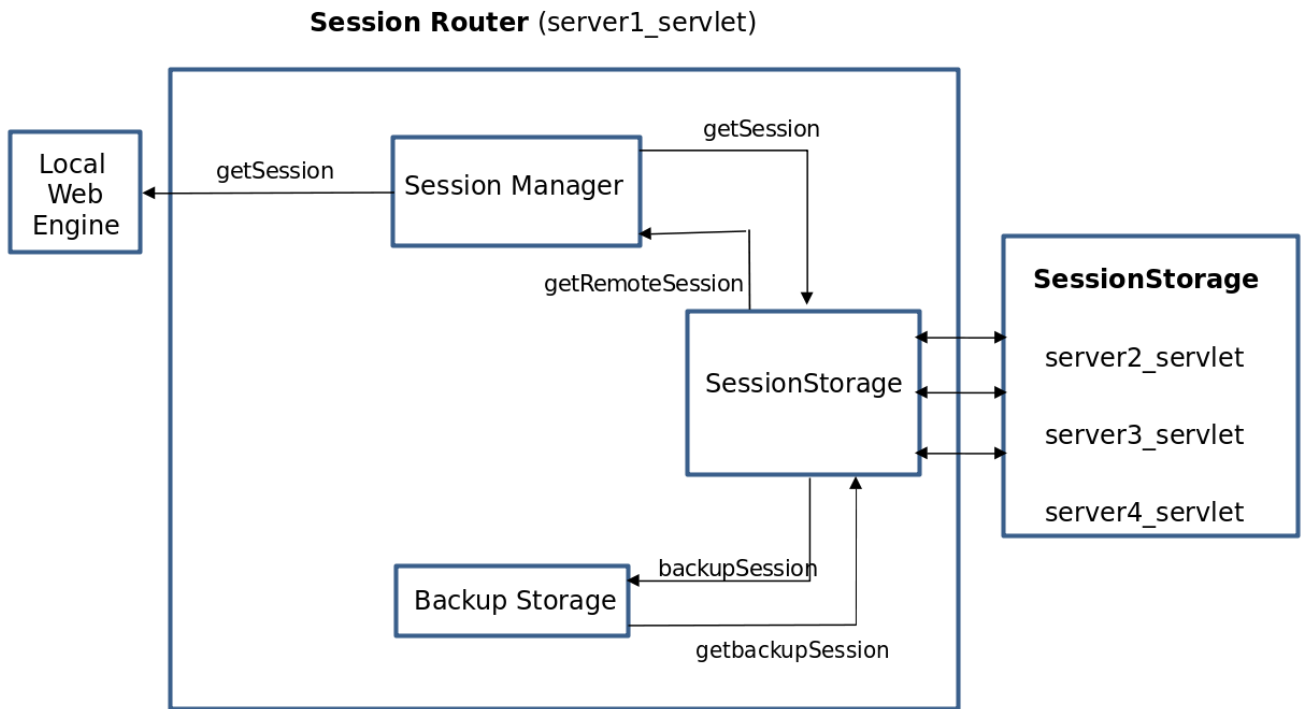 Session Router (server1_servlet)
getSession
Local
Web
Engine
getSession
Session Manager
getRemoteSession
SessionStorage
SessionStorage
server2_servlet
server3_servlet
server4_servlet
backupSession
Backup Storage
getbackupSession